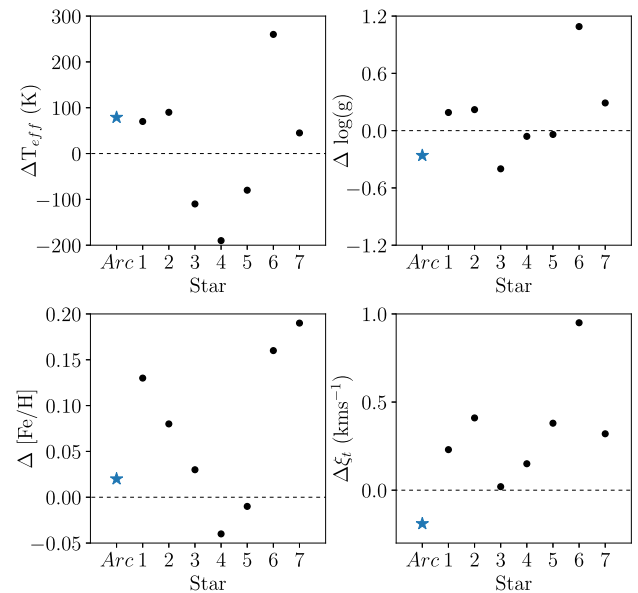 300
200
100
0
−100
−200
ΔT_{eff} (K)
Arc 1 2 3 4 5 6 7
Star
1.2
0.6
0.0
−0.6
−1.2
Δ log(g)
Arc 1 2 3 4 5 6 7
Star
0.20
0.15
0.10
0.05
0.00
−0.05
Δ [Fe/H]
Arc 1 2 3 4 5 6 7
Star
1.0
0.5
0.0
Δξ_t (kms⁻¹)
Arc 1 2 3 4 5 6 7
Star